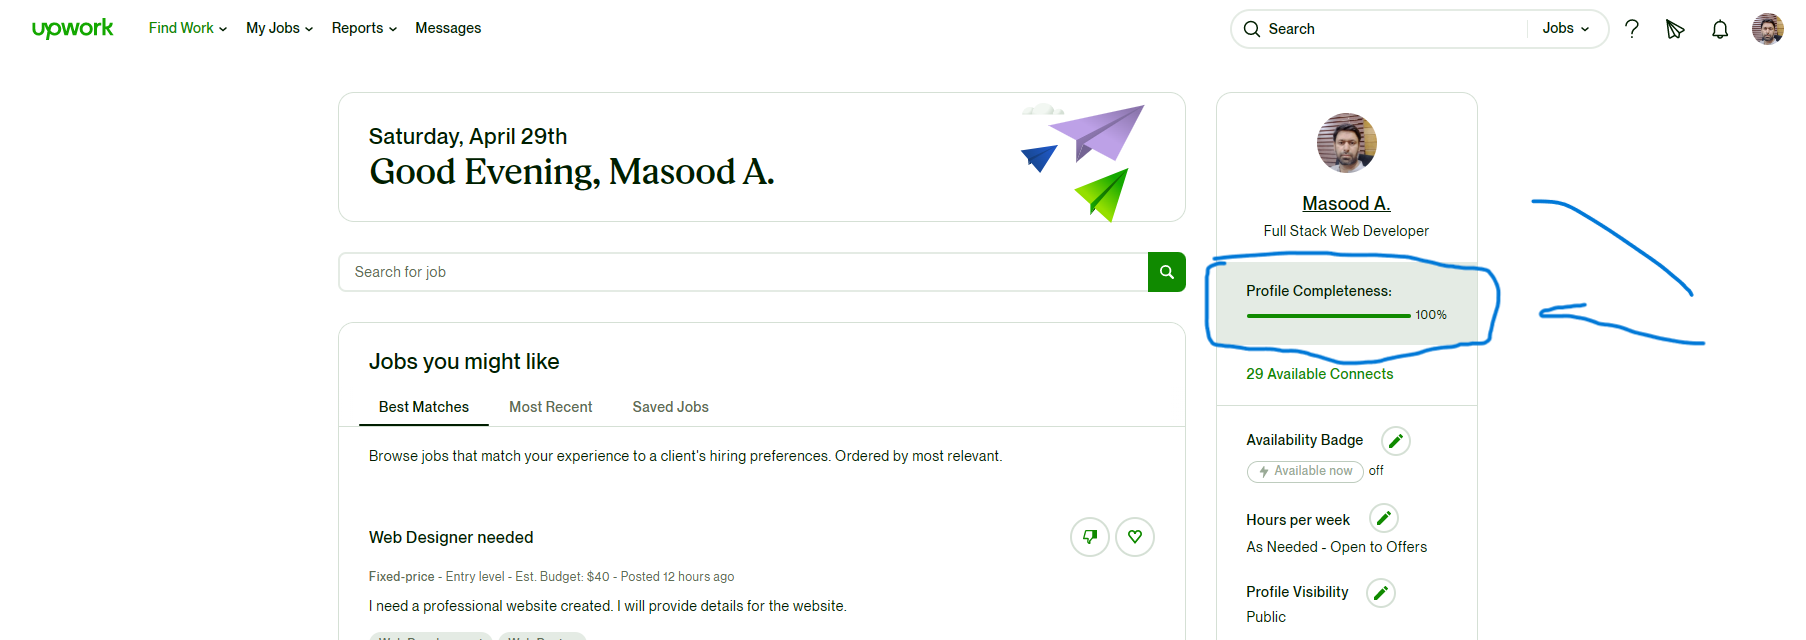 upwork
Find Work
My Jobs
Reports
Messages
Search
Jobs
Saturday, April 29th
Good Evening, Masood A.
Search for job
Jobs you might like
Best Matches
Most Recent
Saved Jobs
Browse jobs that match your experience to a client's hiring preferences. Ordered by most relevant.
Web Designer needed
Fixed-price - Entry level - Est. Budget: $40 - Posted 12 hours ago
I need a professional website created. I will provide details for the website.
Masood A.
Full Stack Web Developer
Profile Completeness:
100%
29 Available Connects
Availability Badge
Available now off
Hours per week
As Needed - Open to Offers
Profile Visibility
Public